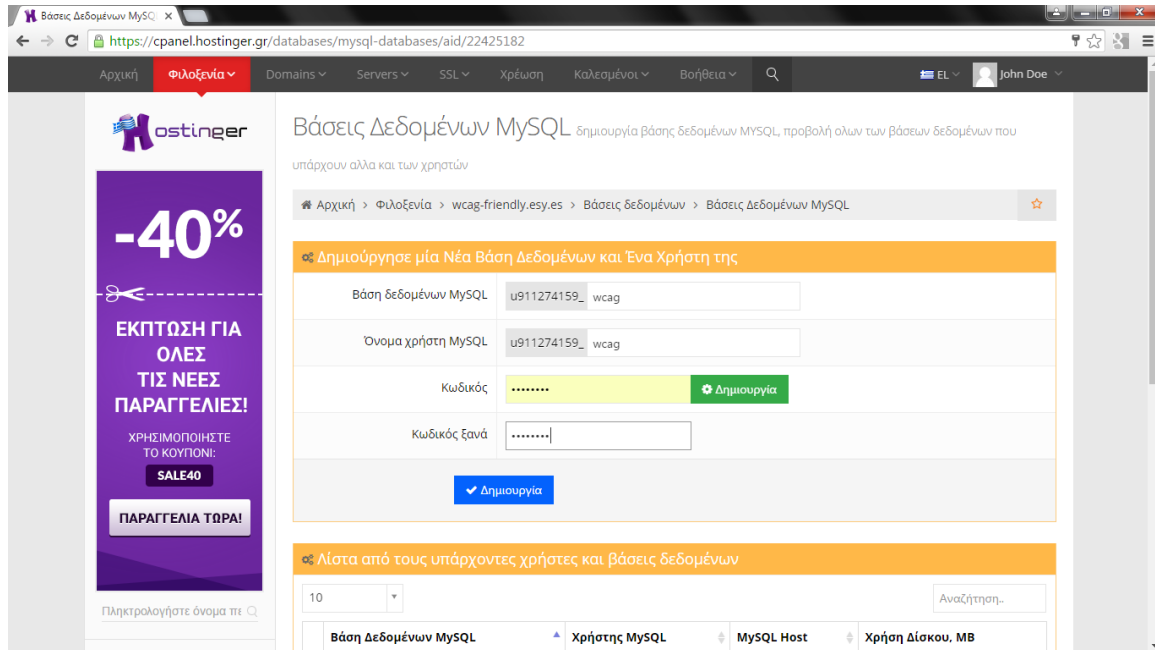 Βάσεις Δεδομένων MySQ
https://cpanel.hostinger.gr/databases/mysql-databases/aid/22425182
Αρχική Φιλοξενία Domains Servers SSL Χρέωση Καλεσμένοι Βοήθεια EL John Doe
Hostinger
-40%
ΕΚΠΤΩΣΗ ΓΙΑ
ΟΛΕΣ
ΤΙΣ ΝΕΕΣ
ΠΑΡΑΓΓΕΛΙΕΣ!
ΧΡΗΣΙΜΟΠΟΙΗΣΤΕ
ΤΟ ΚΟΥΠΟΝΙ:
SALE40
ΠΑΡΑΓΓΕΛΙΑ ΤΩΡΑ!
Πληκτρολογήστε όνομα πε
Βάσεις Δεδομένων MySQL δημιουργία βάσης δεδομένων MYSQL, προβολή ολων των βάσεων δεδομένων που
υπάρχουν αλλα και των χρηστών
Αρχική > Φιλοξενία > wcag-friendly.esy.es > Βάσεις δεδομένων > Βάσεις Δεδομένων MySQL
Δημιούργησε μία Νέα Βάση Δεδομένων και Ένα Χρήστη της
Βάση δεδομένων MySQL u911274159_ wcag
Όνομα χρήστη MySQL u911274159_ wcag
Κωδικός •••••••• Δημιουργία
Κωδικός ξανά ••••••••
Δημιουργία
Λίστα από τους υπάρχοντες χρήστες και βάσεις δεδομένων
10 Αναζήτηση..
Βάση Δεδομένων MySQL Χρήστης MySQL MySQL Host Χρήση Δίσκου, MB